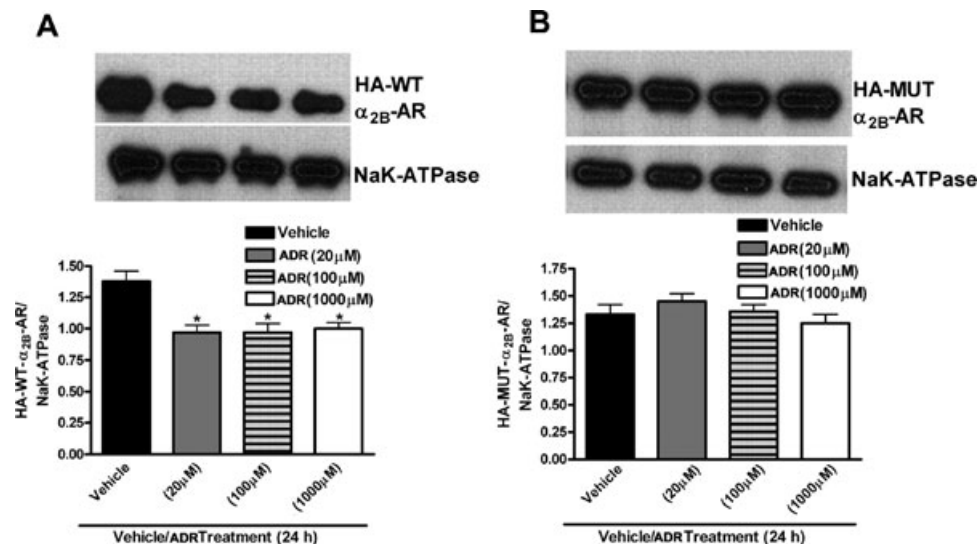 A
HA-WT
α2B-AR
NaK-ATPase
Vehicle
ADR (20μM)
ADR(100μM)
ADR(1000μM)
HA-WT-α2B-AR/
NaK-ATPase
1.50
1.25
1.00
0.75
0.50
0.25
0.00
*
*
*
Vehicle
(20μM)
(100μM)
(1000μM)
Vehicle/ADRTreatment (24 h)
B
HA-MUT
α2B-AR
NaK-ATPase
Vehicle
ADR (20μM)
ADR(100μM)
ADR(1000μM)
HA-MUT-α2B-AR/
NaK-ATPase
1.75
1.50
1.25
1.00
0.75
0.50
0.25
0.00
Vehicle
(20μM)
(100μM)
(1000μM)
Vehicle/ADRTreatment (24 h)